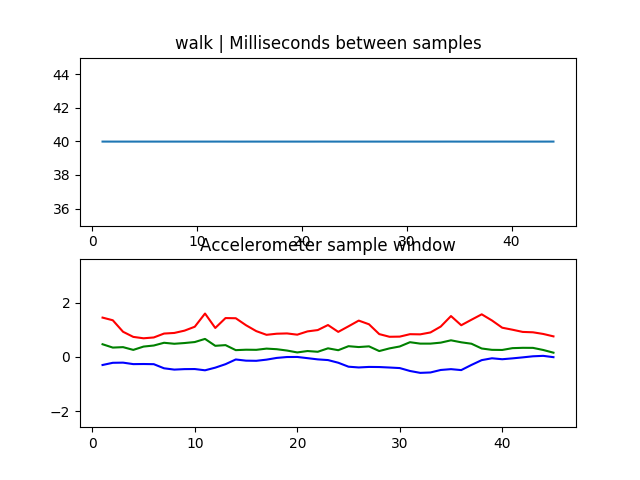 walk | Milliseconds between samples
44
42
40
38
36
0 10 20 30 40
Accelerometer sample window
2
0
−2
0 10 20 30 40